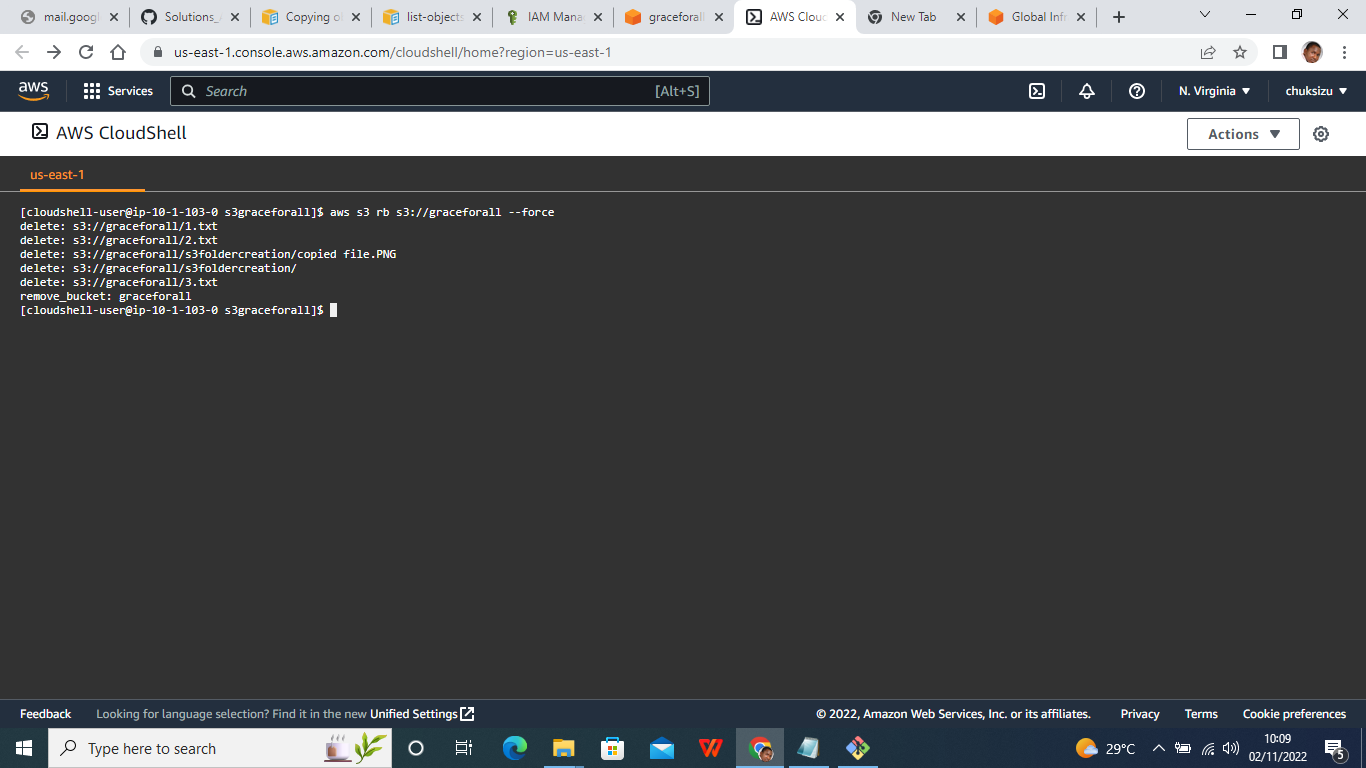 mail.googl
Solutions_A
Copying ob
list-objects
IAM Mana
graceforall
AWS Clou
New Tab
Global Infr
us-east-1.console.aws.amazon.com/cloudshell/home?region=us-east-1
aws
Services
Search
[Alt+S]
N. Virginia
chuksizu
AWS CloudShell
Actions
us-east-1
[cloudshell-user@ip-10-1-103-0 s3graceforall]$ aws s3 rb s3://graceforall --force
delete: s3://graceforall/1.txt
delete: s3://graceforall/2.txt
delete: s3://graceforall/s3foldercreation/copied file.PNG
delete: s3://graceforall/s3foldercreation/
delete: s3://graceforall/3.txt
remove_bucket: graceforall
[cloudshell-user@ip-10-1-103-0 s3graceforall]$
Feedback
Looking for language selection? Find it in the new Unified Settings
© 2022, Amazon Web Services, Inc. or its affiliates.
Privacy
Terms
Cookie preferences
Type here to search
29°C
10:09
02/11/2022
5